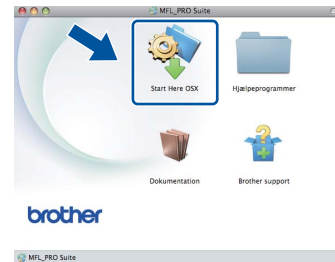 MFL_PRO Suite
Start Here OSX
Hjælpeprogrammer
Dokumentation
Brother support
brother
MFL_PRO Suite